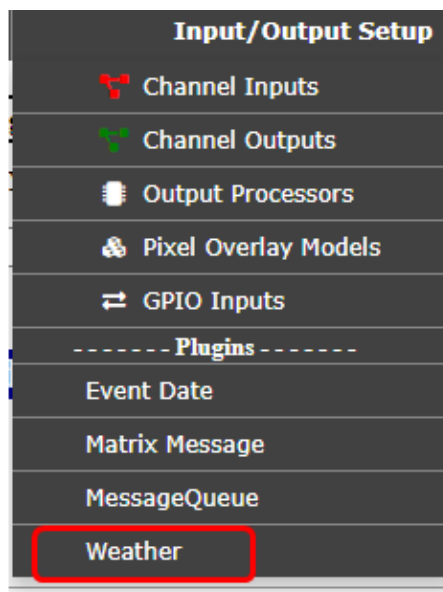 Input/Output Setup
Channel Inputs
Channel Outputs
Output Processors
Pixel Overlay Models
GPIO Inputs
------- Plugins -------
Event Date
Matrix Message
MessageQueue
Weather